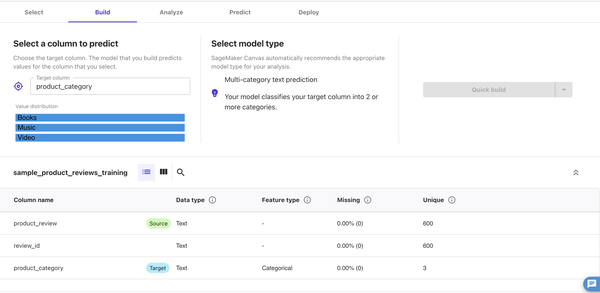 Select Build Analyze Predict Deploy
Select a column to predict
Choose the target column. The model that you build predicts
values for the column that you select.
Target column
product_category
Value distribution
Books
Music
Video
Select model type
SageMaker Canvas automatically recommends the appropriate
model type for your analysis.
Multi-category text prediction
Your model classifies your target column into 2 or
more categories.
Quick build
sample_product_reviews_training
Column name Data type Feature type Missing Unique
product_review Source Text - 0.00% (0) 600
review_id Text - 0.00% (0) 600
product_category Target Text Categorical 0.00% (0) 3